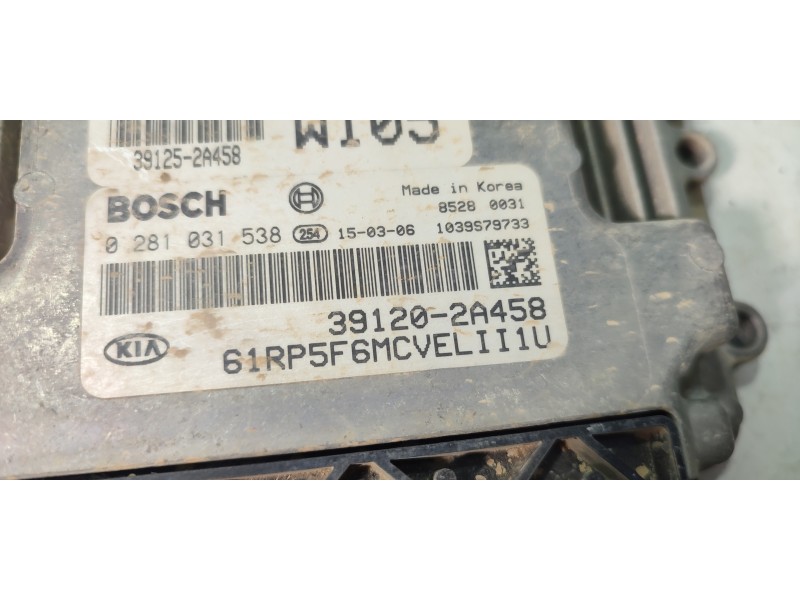 39125-2A458
BOSCH
Made in Korea
8528 0031
0 281 031 538 254 15-03-06 1039S79733
39120-2A458
KIA
61RP5F6MCVELII1U